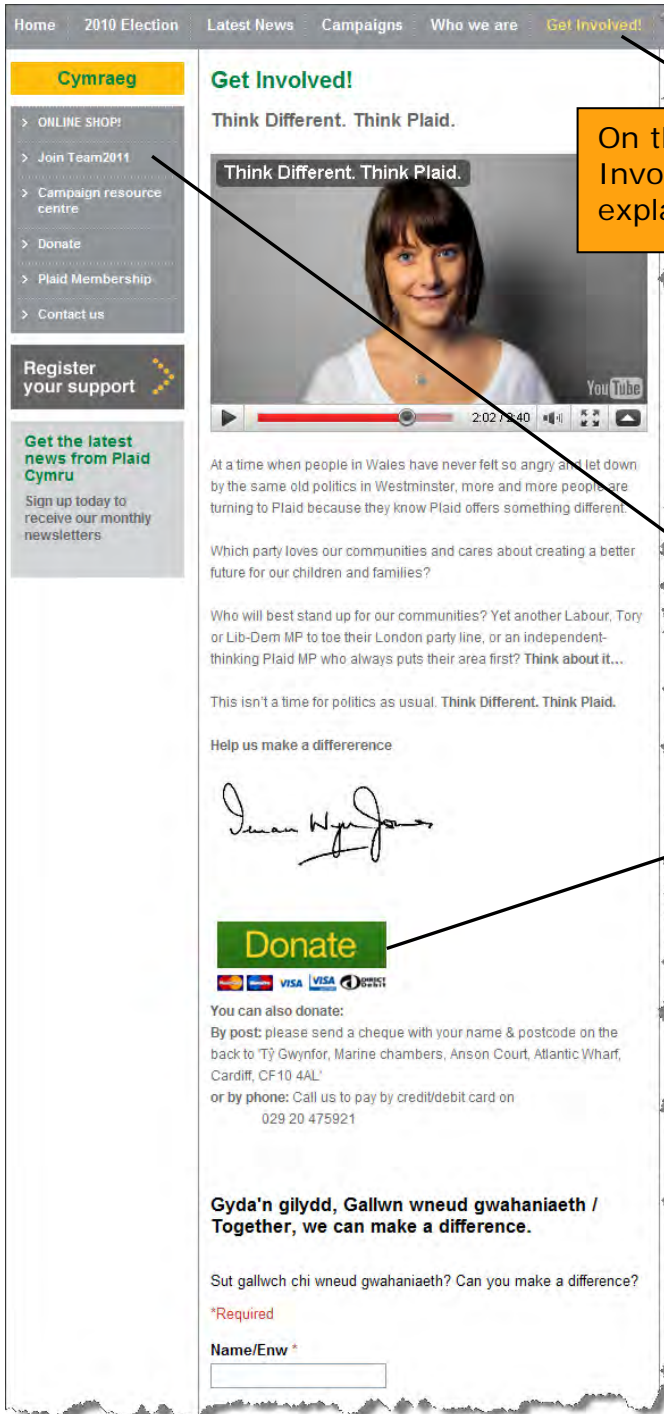 Home 2010 Election Latest News Campaigns Who we are Get Involved!
Cymraeg
> ONLINE SHOP!
> Join Team2011
> Campaign resource
centre
> Donate
> Plaid Membership
> Contact us
Register
your support
Get the latest
news from Plaid
Cymru
Sign up today to
receive our monthly
newsletters
Get Involved!
Think Different. Think Plaid.
On t
Invo
expla
Think Different. Think Plaid.
YouTube
2:02 / 2:40
At a time when people in Wales have never felt so angry and let down
by the same old politics in Westminster, more and more people are
turning to Plaid because they know Plaid offers something different.
Which party loves our communities and cares about creating a better
future for our children and families?
Who will best stand up for our communities? Yet another Labour, Tory
or Lib-Dem MP to toe their London party line, or an independent-
thinking Plaid MP who always puts their area first? Think about it...
This isn't a time for politics as usual. Think Different. Think Plaid.
Help us make a differerence
Donate
VISA VISA DIRECT Debit
You can also donate:
By post: please send a cheque with your name & postcode on the
back to 'Tŷ Gwynfor, Marine chambers, Anson Court, Atlantic Wharf,
Cardiff, CF10 4AL'
or by phone: Call us to pay by credit/debit card on
029 20 475921
Gyda'n gilydd, Gallwn wneud gwahaniaeth /
Together, we can make a difference.
Sut gallwch chi wneud gwahaniaeth? Can you make a difference?
*Required
Name/Enw *